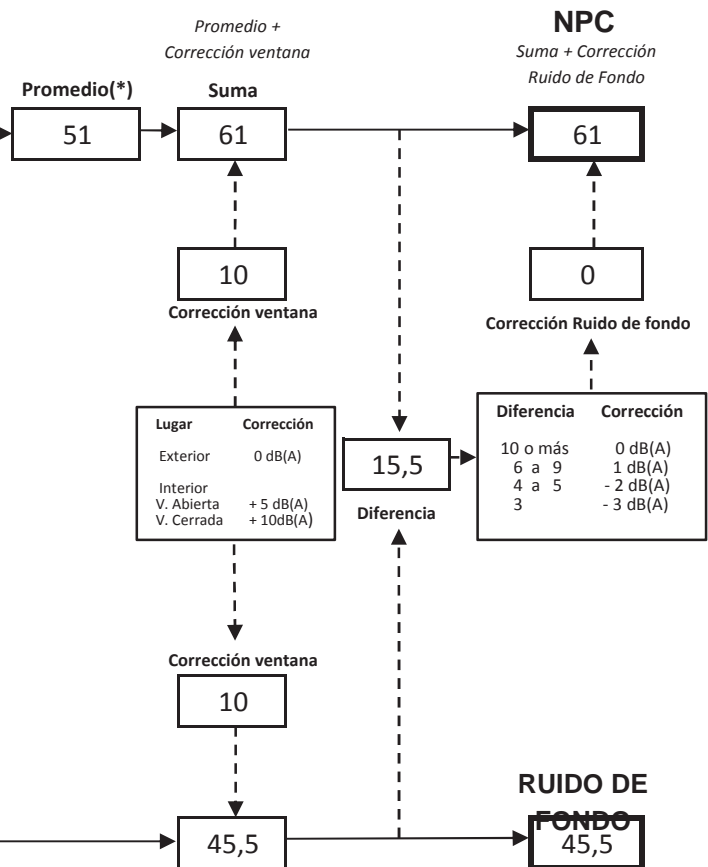 Promedio +
Corrección ventana
NPC
Suma + Corrección
Ruido de Fondo
Promedio(*)
Suma
51
61
61
10
0
Corrección ventana
Corrección Ruido de fondo
Lugar Corrección
Exterior 0 dB(A)
Interior
V. Abierta + 5 dB(A)
V. Cerrada + 10dB(A)
15,5
Diferencia
Diferencia Corrección
10 o más 0 dB(A)
6 a 9 1 dB(A)
4 a 5 - 2 dB(A)
3 - 3 dB(A)
Corrección ventana
10
45,5
RUIDO DE
FONDO
45,5